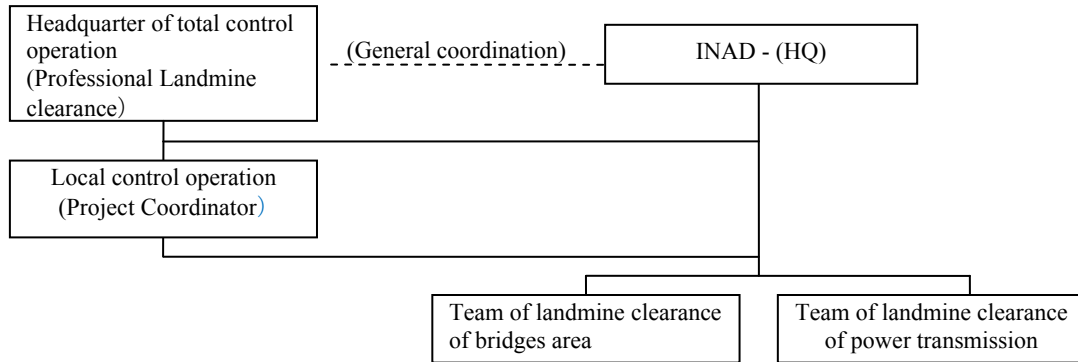 Headquarter of total control
operation
(Professional Landmine
clearance）
(General coordination)
INAD - (HQ)
Local control operation
(Project Coordinator）
Team of landmine clearance
of bridges area
Team of landmine clearance
of power transmission